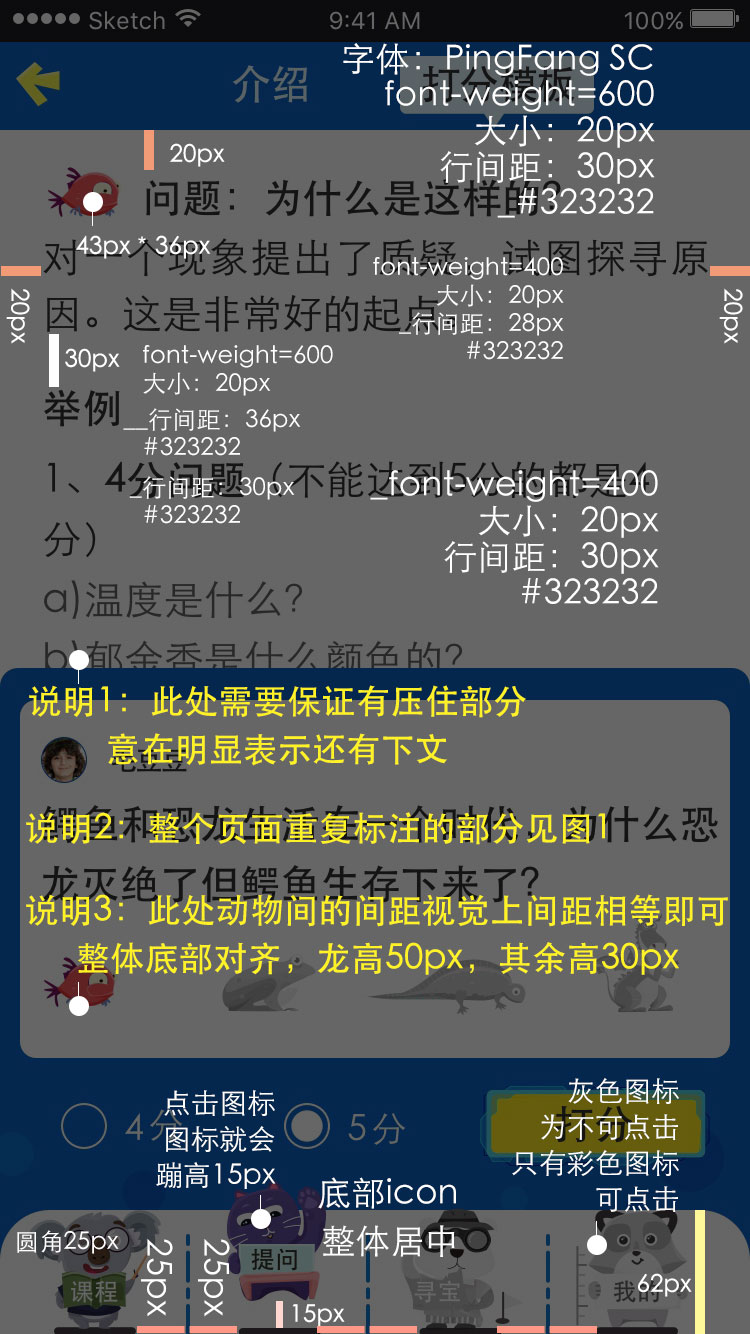 Sketch 9:41 AM 100%
介绍 打分模板
字体：PingFang SC
font-weight=600
大小：20px
行间距：30px
_#323232
20px
问题：为什么是这样的?
43px * 36px
对一个现象提出了质疑，试图探寻原
因。这是非常好的起点。
font-weight=400
大小：20px
_行间距：28px
#323232
20px
20px
30px
font-weight=600
大小：20px
__行间距：36px
#323232
举例
1、4分问题（不能达到5分的都是4
分）
_行间距：30px
#323232
_font-weight=400
大小：20px
行间距：30px
#323232
a)温度是什么?
b)郁金香是什么颜色的?
说明1：此处需要保证有压住部分
意在明显表示还有下文
毛豆豆
说明2：整个页面重复标注的部分见图1
鳄鱼和恐龙生活在一个时代，为什么恐
龙灭绝了但鳄鱼生存下来了?
说明3：此处动物间的间距视觉上间距相等即可
整体底部对齐，龙高50px，其余高30px
4分 5分 打分
点击图标
图标就会
蹦高15px
灰色图标
为不可点击
只有彩色图标
可点击
底部icon
整体居中
圆角25px
25px
25px
15px
62px
课程 提问 寻宝 我的